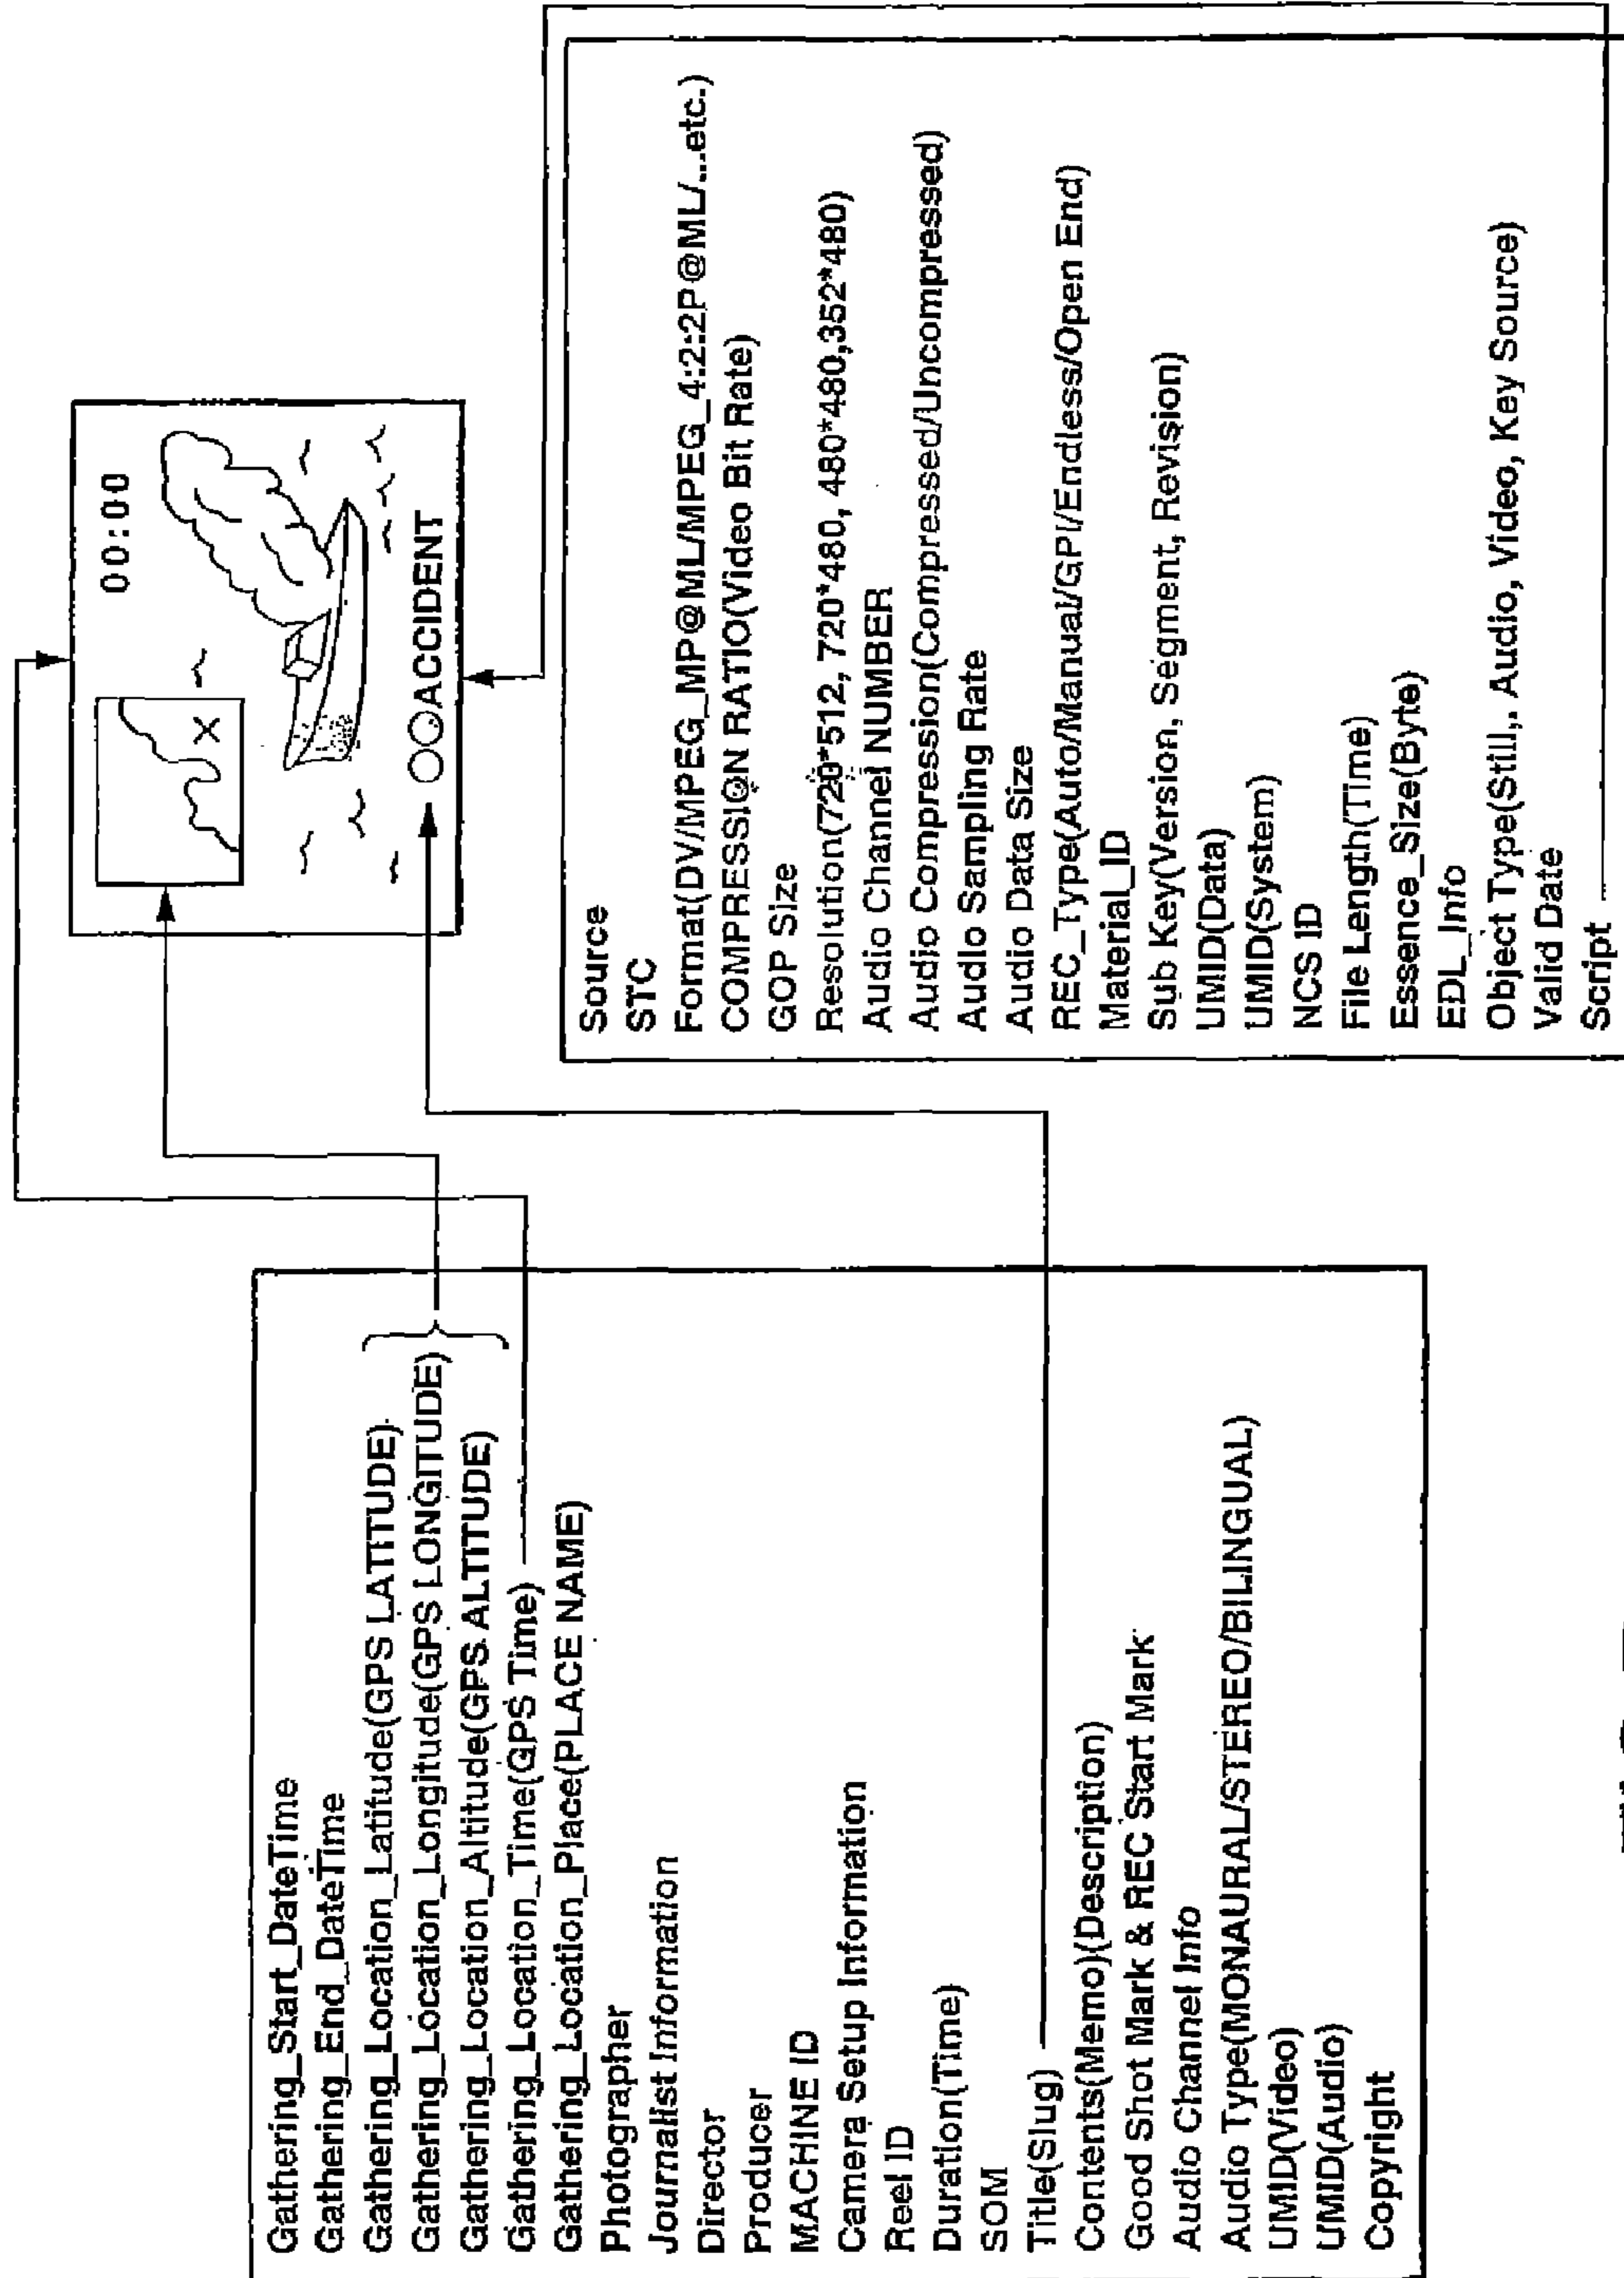 Gathering_Start_DateTime
Gathering_End_DateTime
Gathering_Location_Latitude(GPS LATITUDE)
Gathering_Location_Longitude(GPS LONGITUDE)
Gathering_Location_Altitude(GPS ALTITUDE)
Gathering_Location_Time(GPS Time)
Gathering_Location_Place(PLACE NAME)
Photographer
Journalist Information
Director
Producer
MACHINE ID
Camera Setup Information
Reel ID
Duration(Time)
SOM
Title(Slug)
Contents(Memo)(Description)
Good Shot Mark & REC Start Mark
Audio Channel Info
Audio Type(MONAURAL/STEREO/BILINGUAL)
UMID(Video)
UMID(Audio)
Copyright
00:00
X
○○ACCIDENT
Source
STC
Format(DV/MPEG_MP@ML/MPEG_4:2:2P@ML/...etc.)
COMPRESSION RATIO(Video Bit Rate)
GOP Size
Resolution(720*512, 720*480, 480*480,352*480)
Audio Channel NUMBER
Audio Compression(Compressed/Uncompressed)
Audio Sampling Rate
Audio Data Size
REC_Type(Auto/Manual/GPI/Endless/Open End)
Material_ID
Sub Key(Version, Segment, Revision)
UMID(Data)
UMID(System)
NCS ID
File Length(Time)
Essence_Size(Byte)
EDL_Info
Object Type(Still,. Audio, Video, Key Source)
Valid Date
Script